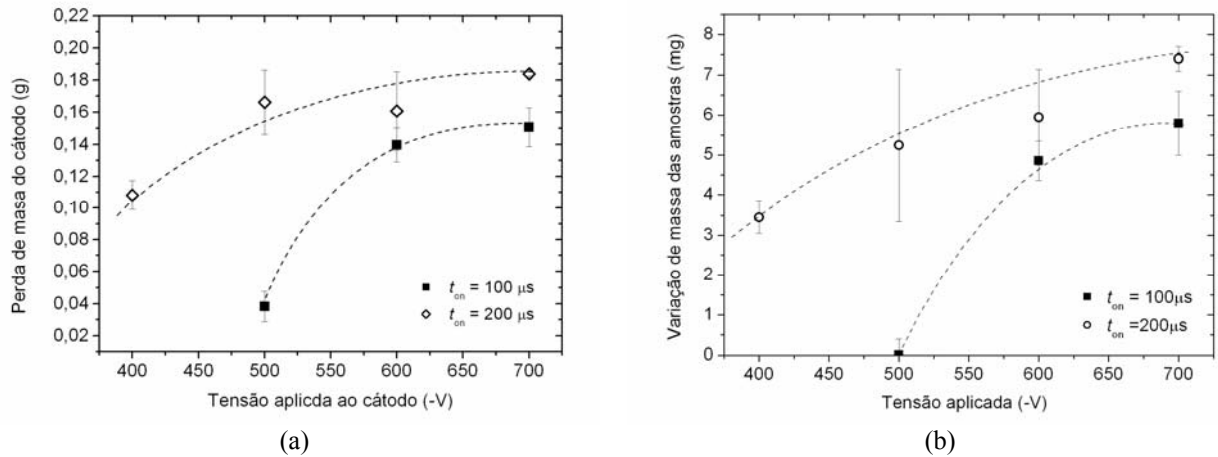 Perda de masa do cátodo (g)
0,22
0,20
0,18
0,16
0,14
0,12
0,10
0,08
0,06
0,04
0,02
400 450 500 550 600 650 700
Tensão aplicda ao cátodo (-V)
t on = 100 μs
t on = 200 μs
(a)
Variação de massa das amostras (mg)
8
7
6
5
4
3
2
1
0
400 450 500 550 600 650 700
Tensão aplicada (-V)
t on = 100μs
t on =200μs
(b)